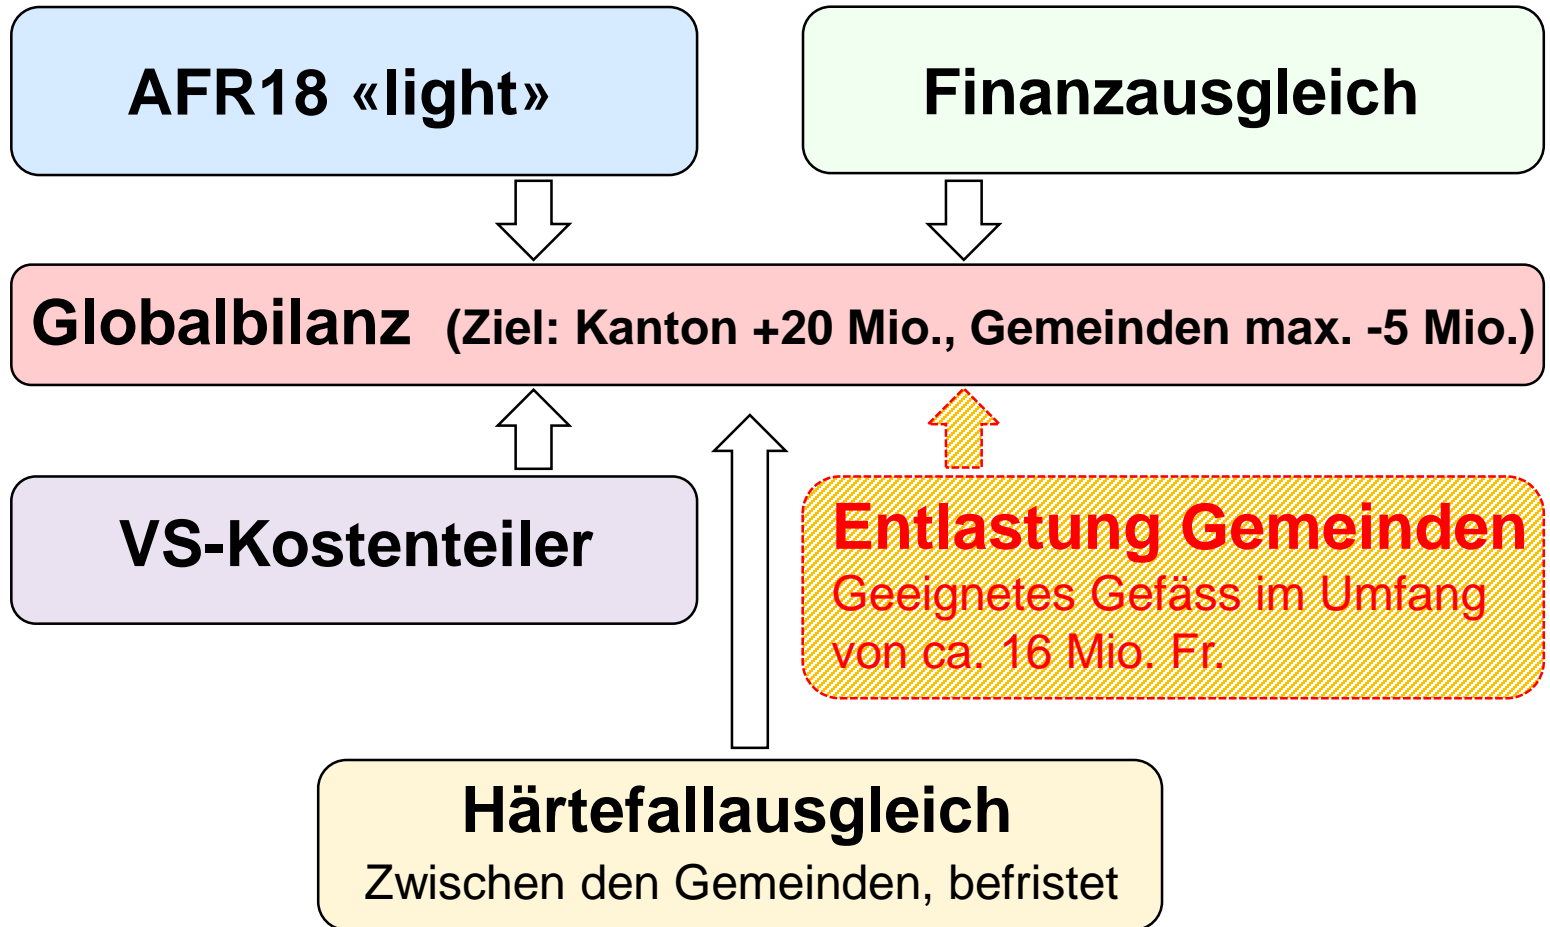 AFR18 «light»
Finanzausgleich
Globalbilanz (Ziel: Kanton +20 Mio., Gemeinden max. -5 Mio.)
VS-Kostenteiler
Entlastung Gemeinden
Geeignetes Gefäss im Umfang
von ca. 16 Mio. Fr.
Härtefallausgleich
Zwischen den Gemeinden, befristet